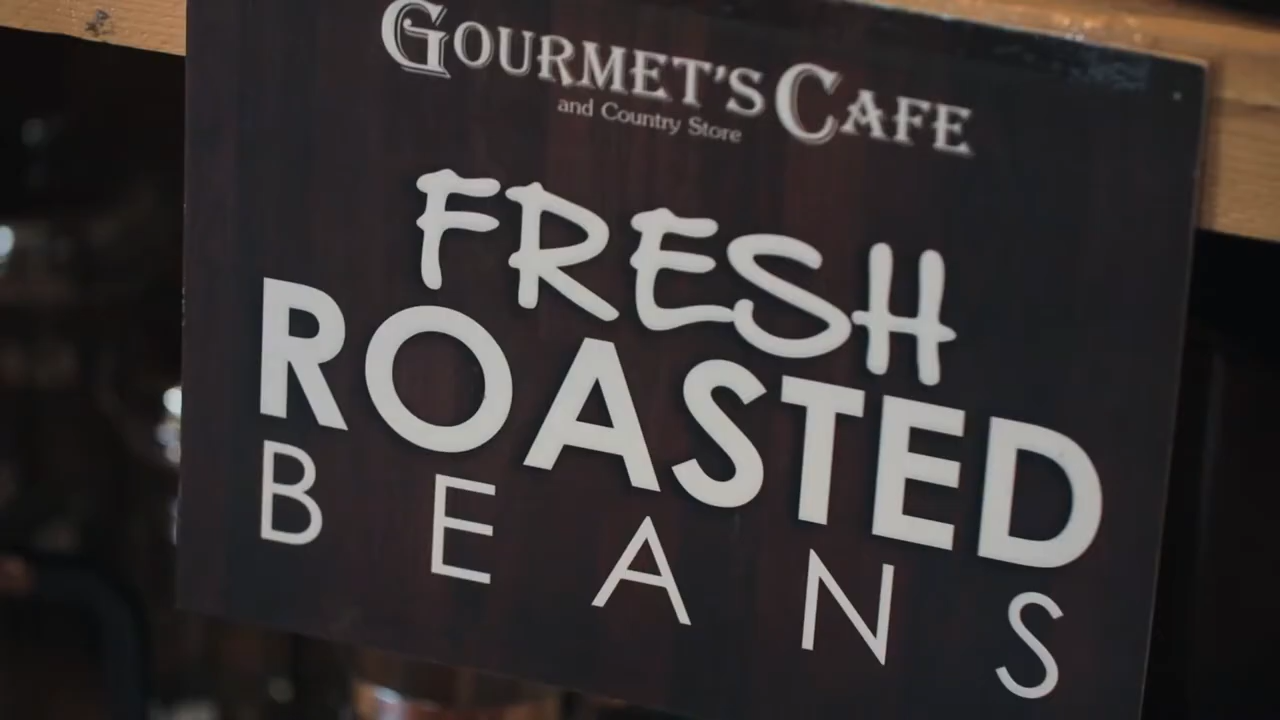 GOURMET'S CAFE
and Country Store
FRESH
ROASTED
BEANS